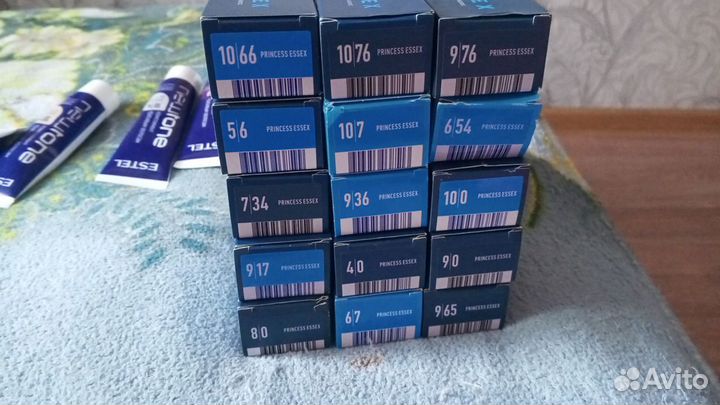 EX
10|66 PRINCESS ESSEX
10|76 PRINCESS ESSEX
9|76 PRINCESS ESSEX
5|6 PRINCESS ESSEX
10|7 PRINCESS ESSEX
6|54 PRINCESS ESSEX
7|34 PRINCESS ESSEX
9|36 PRINCESS ESSEX
10|0 PRINCESS ESSEX
9|17 PRINCESS ESSEX
4|0 PRINCESS ESSEX
9|0 PRINCESS ESSEX
8|0 PRINCESS ESSEX
6|7 PRINCESS ESSEX
9|65 PRINCESS ESSEX
newtone
ESTEL
newtone
ESTEL
Avito